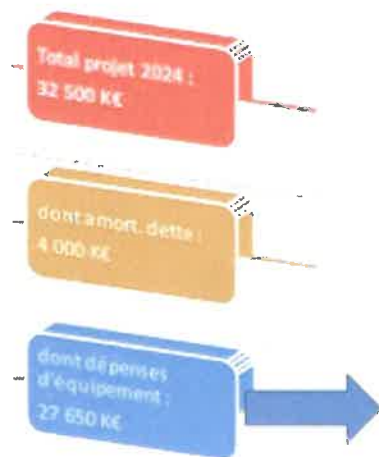 Total projet 2024 :
32 500 K€
dont amort. dette :
4 000 K€
dont dépenses
d'équipement :
27 650 K€